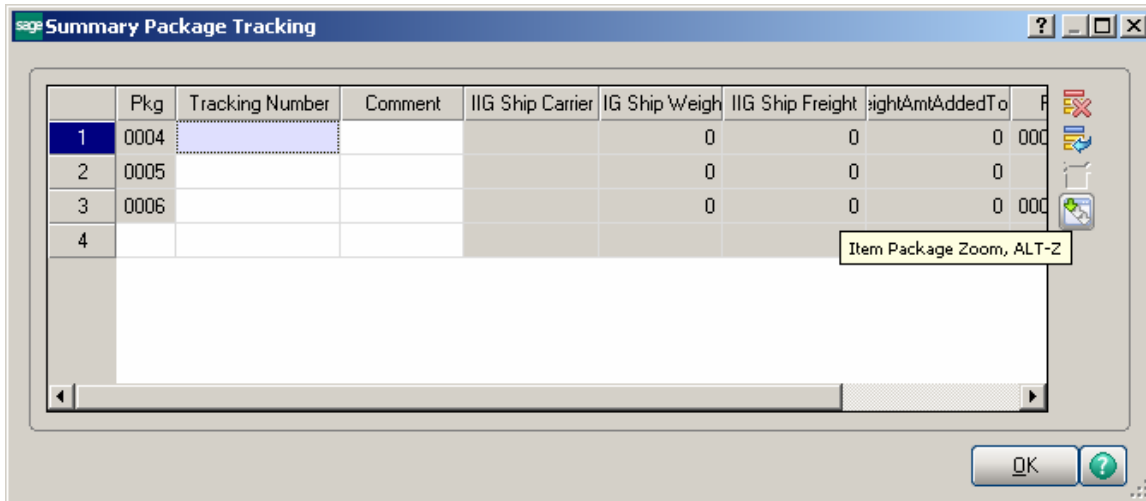 sage Summary Package Tracking ?
Pkg Tracking Number Comment IIG Ship Carrier IG Ship Weigh IIG Ship Freight eightAmtAddedTo
1 0004 0 0 0 000
2 0005 0 0 0
3 0006 0 0 0 000
4
Item Package Zoom, ALT-Z
OK ?